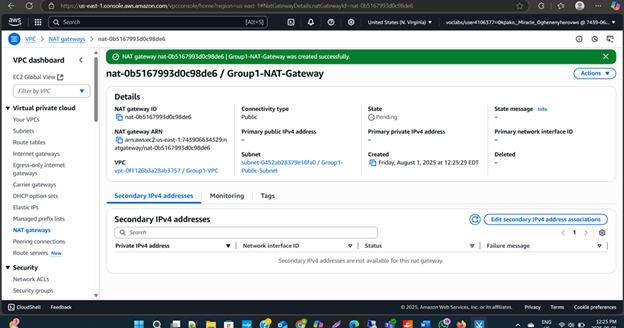 https://us-east-1.console.aws.amazon.com/vpcconsole/home?region=us-east-1#NatGatewayDetails:natGatewayId=nat-0b5167993d0c98de6
aws
Search
[Alt+S]
United States (N. Virginia)
voclabs/user4106377=Okpako,_Miracle_Oghenenyherovwo @ 7439-06...
VPC > NAT gateways > nat-0b5167993d0c98de6
VPC dashboard
EC2 Global View
Filter by VPC
Virtual private cloud
Your VPCs
Subnets
Route tables
Internet gateways
Egress-only internet
gateways
Carrier gateways
DHCP option sets
Elastic IPs
Managed prefix lists
NAT gateways
Peering connections
Route servers New
Security
Network ACLs
Security groups
NAT gateway nat-0b5167993d0c98de6 | Group1-NAT-Gateway was created successfully.
nat-0b5167993d0c98de6 / Group1-NAT-Gateway
Actions
Details
NAT gateway ID
nat-0b5167993d0c98de6
Connectivity type
Public
State
Pending
State message Info
–
NAT gateway ARN
arn:aws:ec2:us-east-1:743906634329:natgateway/nat-0b5167993d0c98de6
Primary public IPv4 address
–
Primary private IPv4 address
–
Primary network interface ID
–
VPC
vpc-0f1126b3a28ab3757 / Group1-VPC
Subnet
subnet-0452ab28379e16fa0 / Group1-Public-Subnet
Created
Friday, August 1, 2025 at 12:25:29 EDT
Deleted
–
Secondary IPv4 addresses
Monitoring
Tags
Secondary IPv4 addresses
Edit secondary IPv4 address associations
Search
1
Private IPv4 address
Network interface ID
Status
Failure message
Secondary IPv4 addresses are not available for this nat gateway.
CloudShell
Feedback
© 2025, Amazon Web Services, Inc. or its affiliates.
Privacy
Terms
Cookie preferences
ENG
12:25 PM